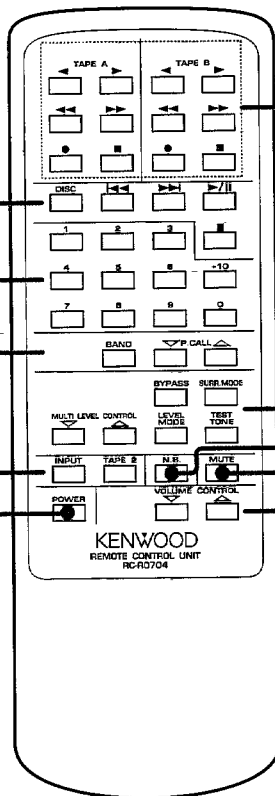 TAPE A TAPE B
DISC
1 2 3
4 5 6 +10
7 8 9 0
BAND P.CALL
BYPASS SURR.MODE
MULTI LEVEL CONTROL LEVEL MODE TEST TONE
INPUT TAPE 2 N.B. MUTE
POWER VOLUME CONTROL
KENWOOD
REMOTE CONTROL UNIT
RC-R0704